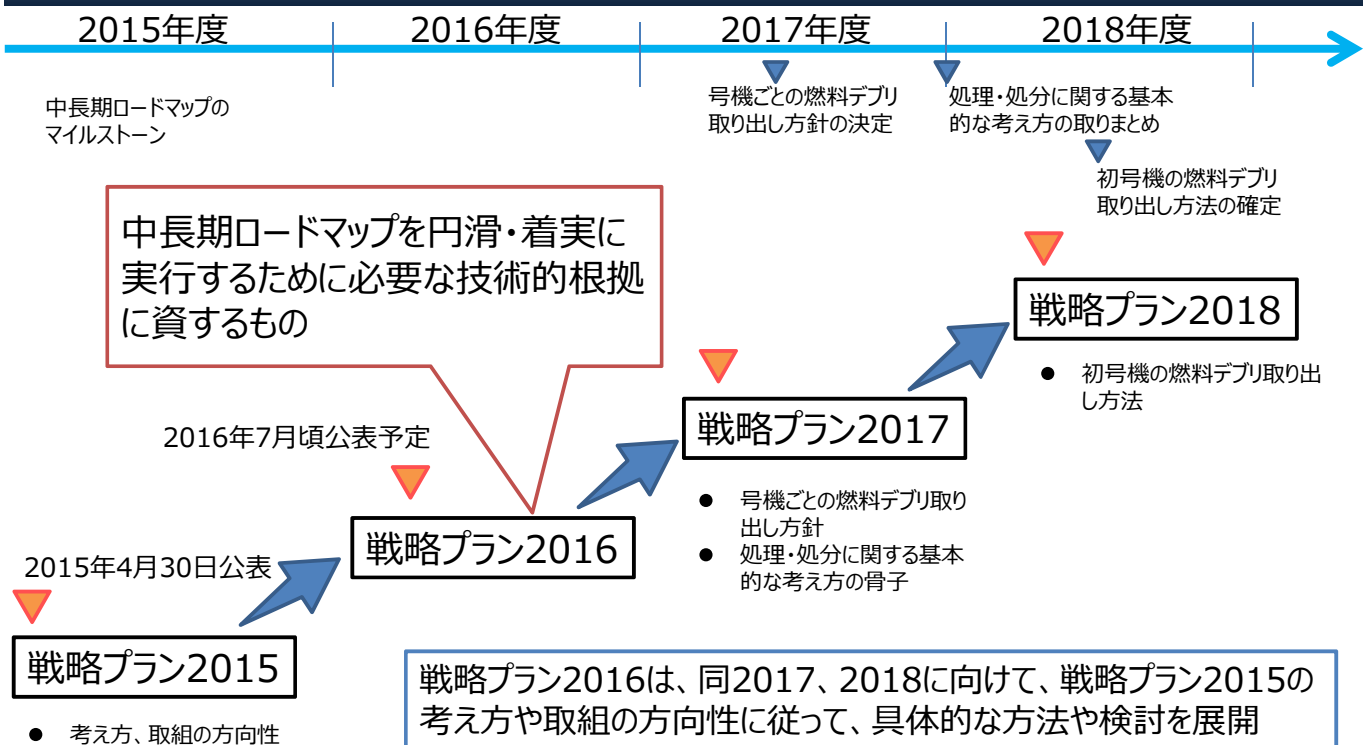 2015年度
2016年度
2017年度
2018年度
中長期ロードマップの
マイルストーン
号機ごとの燃料デブリ
取り出し方針の決定
処理・処分に関する基本
的な考え方の取りまとめ
初号機の燃料デブリ
取り出し方法の確定
中長期ロードマップを円滑・着実に
実行するために必要な技術的根拠
に資するもの
戦略プラン2018
● 初号機の燃料デブリ取り出
し方法
戦略プラン2017
● 号機ごとの燃料デブリ取り
出し方針
● 処理・処分に関する基本
的な考え方の骨子
2016年7月頃公表予定
戦略プラン2016
2015年4月30日公表
戦略プラン2015
● 考え方、取組の方向性
戦略プラン2016は、同2017、2018に向けて、戦略プラン2015の
考え方や取組の方向性に従って、具体的な方法や検討を展開